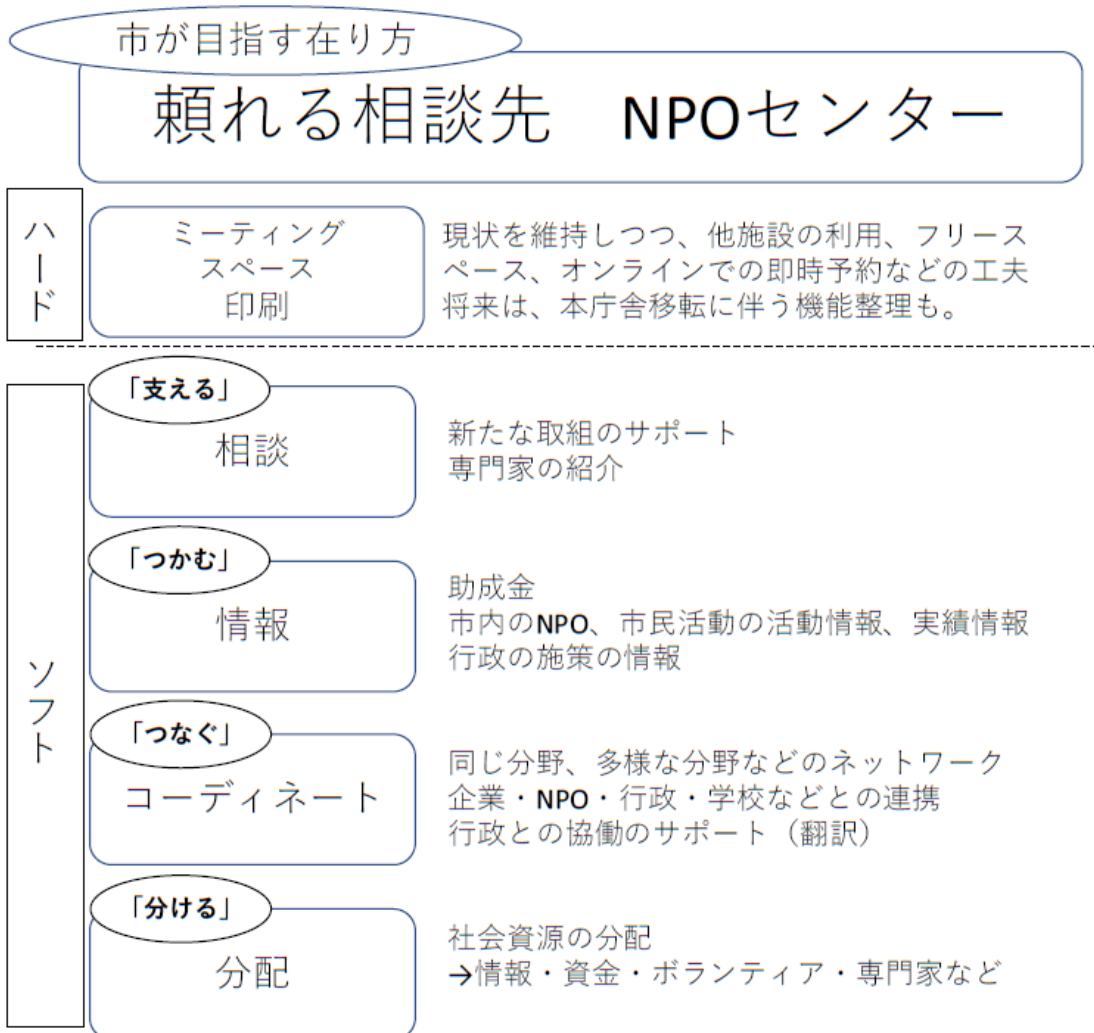 市が目指す在り方
頼れる相談先　NPOセンター
ハード
ミーティング
スペース
印刷
現状を維持しつつ、他施設の利用、フリース
ペース、オンラインでの即時予約などの工夫
将来は、本庁舎移転に伴う機能整理も。
ソフト
「支える」
相談
新たな取組のサポート
専門家の紹介
「つかむ」
情報
助成金
市内のNPO、市民活動の活動情報、実績情報
行政の施策の情報
「つなぐ」
コーディネート
同じ分野、多様な分野などのネットワーク
企業・NPO・行政・学校などとの連携
行政との協働のサポート（翻訳）
「分ける」
分配
社会資源の分配
→情報・資金・ボランティア・専門家など